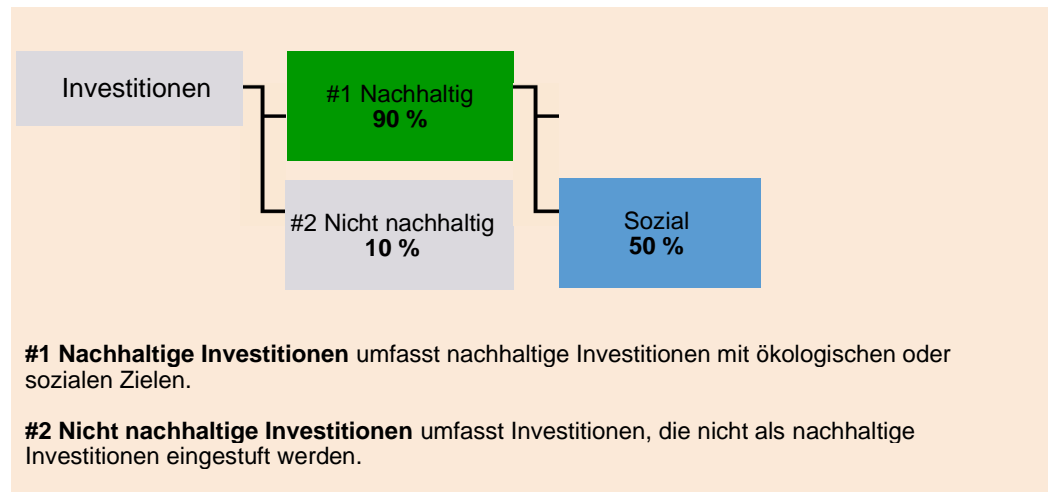 Investitionen
#1 Nachhaltig
90 %
#2 Nicht nachhaltig
10 %
Sozial
50 %
#1 Nachhaltige Investitionen umfasst nachhaltige Investitionen mit ökologischen oder
sozialen Zielen.
#2 Nicht nachhaltige Investitionen umfasst Investitionen, die nicht als nachhaltige
Investitionen eingestuft werden.